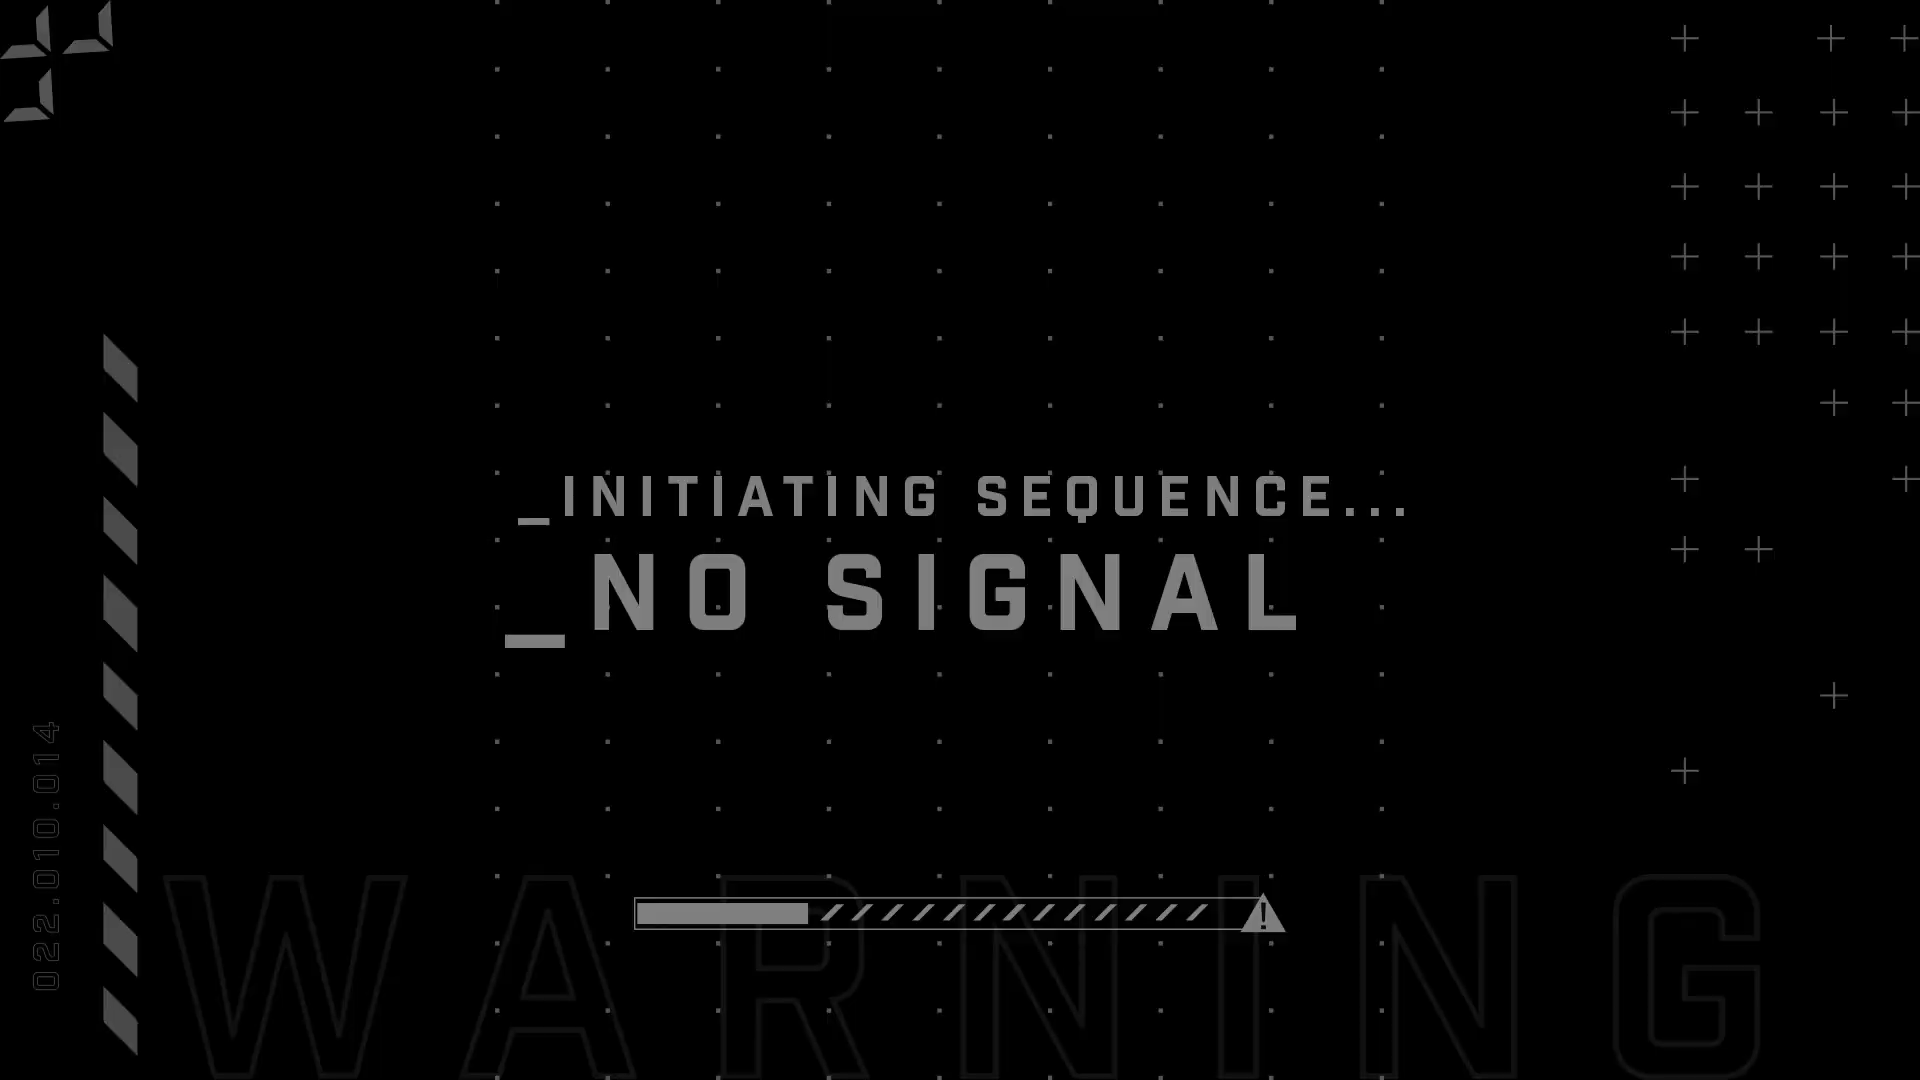 _INITIATING SEQUENCE...
_NO SIGNAL
022.010.014
!
WARNING